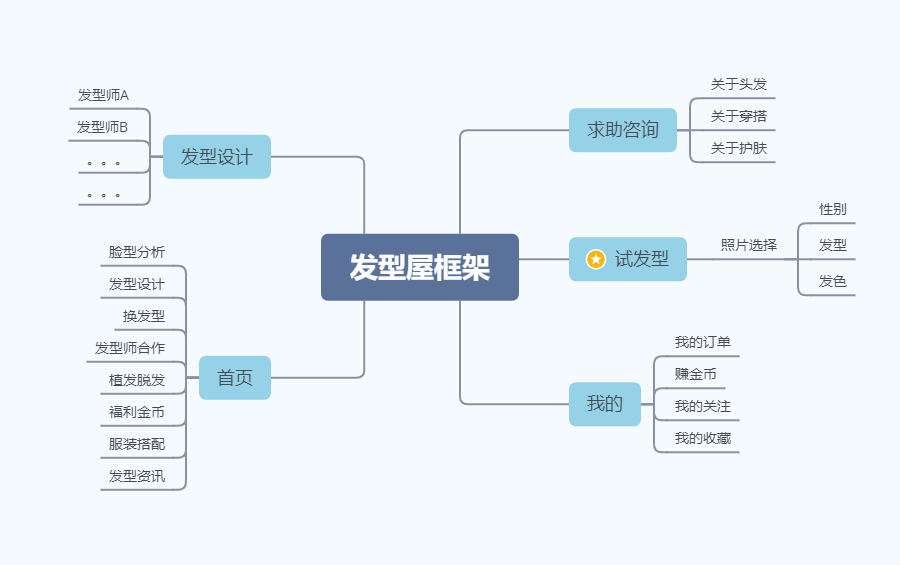 发型屋框架
发型设计
发型师A
发型师B
。。。
。。。
首页
脸型分析
发型设计
换发型
发型师合作
植发脱发
福利金币
服装搭配
发型资讯
求助咨询
关于头发
关于穿搭
关于护肤
试发型
照片选择
性别
发型
发色
我的
我的订单
赚金币
我的关注
我的收藏